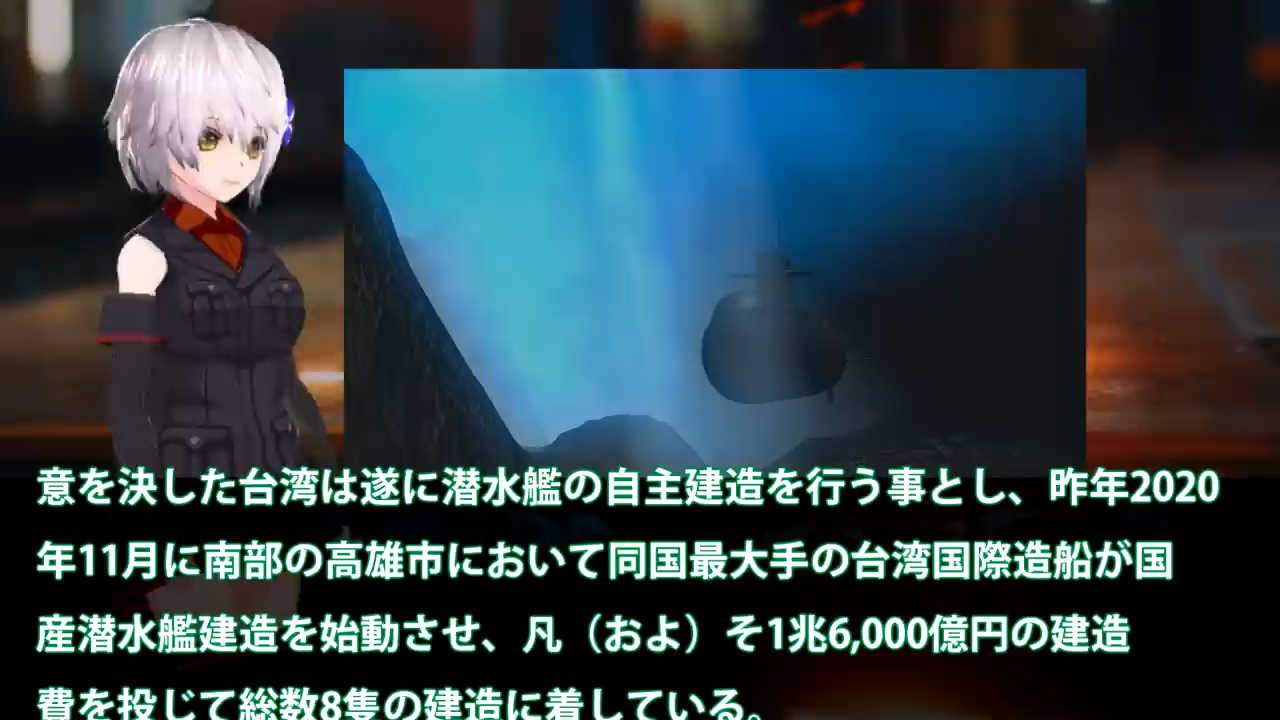 意を決した台湾は遂に潜水艦の自主建造を行う事とし、昨年2020
年11月に南部の高雄市において同国最大手の台湾国際造船が国
産潜水艦建造を始動させ、凡（およ）そ1兆6,000億円の建造
費を投じて総数8隻の建造に着している。